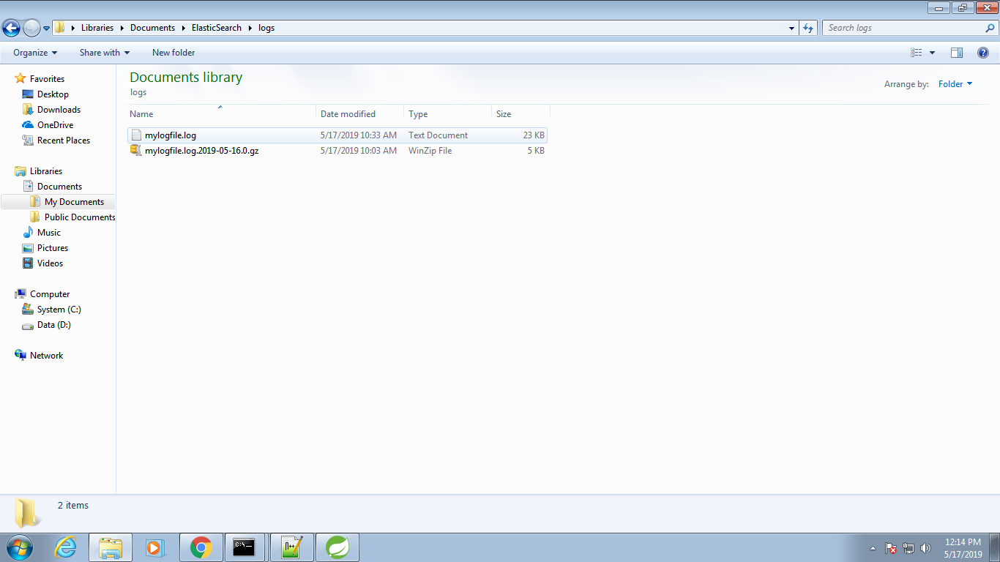 Libraries Documents ElasticSearch logs
Search logs
Organize Share with New folder
Favorites
Desktop
Downloads
OneDrive
Recent Places
Libraries
Documents
My Documents
Public Documents
Music
Pictures
Videos
Computer
System (C:)
Data (D:)
Network
Documents library
logs
Arrange by: Folder
Name Date modified Type Size
mylogfile.log 5/17/2019 10:33 AM Text Document 23 KB
mylogfile.log.2019-05-16.0.gz 5/17/2019 10:03 AM WinZip File 5 KB
2 items
C:\_
12:14 PM
5/17/2019